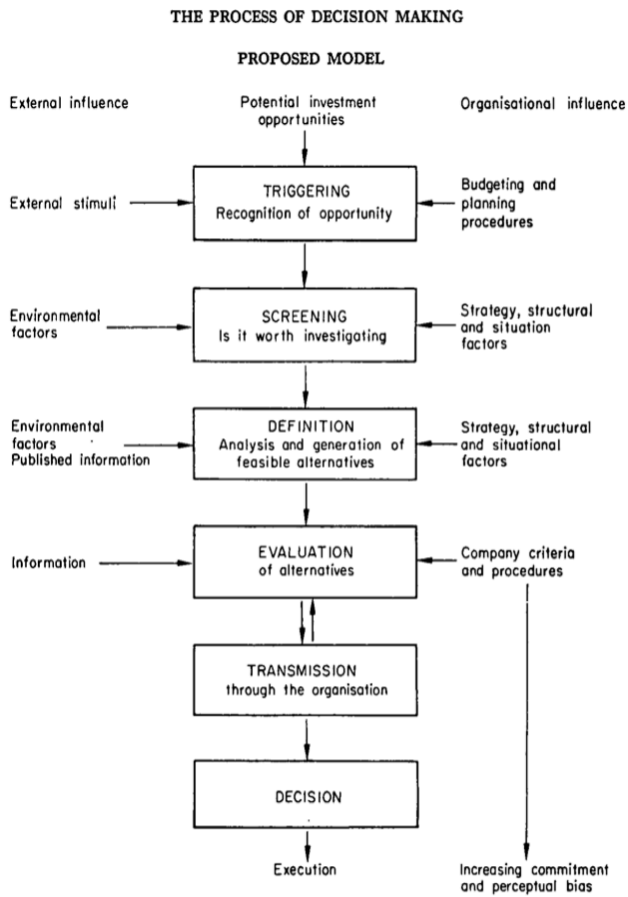 THE PROCESS OF DECISION MAKING
PROPOSED MODEL
External influence
Potential investment
opportunities
Organisational influence
TRIGGERING
Recognition of opportunity
External stimuli
Budgeting and
planning
procedures
Environmental
factors
SCREENING
Is it worth investigating
Strategy, structural
and situation
factors
Environmental
factors
Published information
DEFINITION
Analysis and generation of
feasible alternatives
Strategy, structural
and situational
factors
Information
EVALUATION
of alternatives
Company criteria
and procedures
TRANSMISSION
through the organisation
DECISION
Execution
Increasing commitment
and perceptual bias